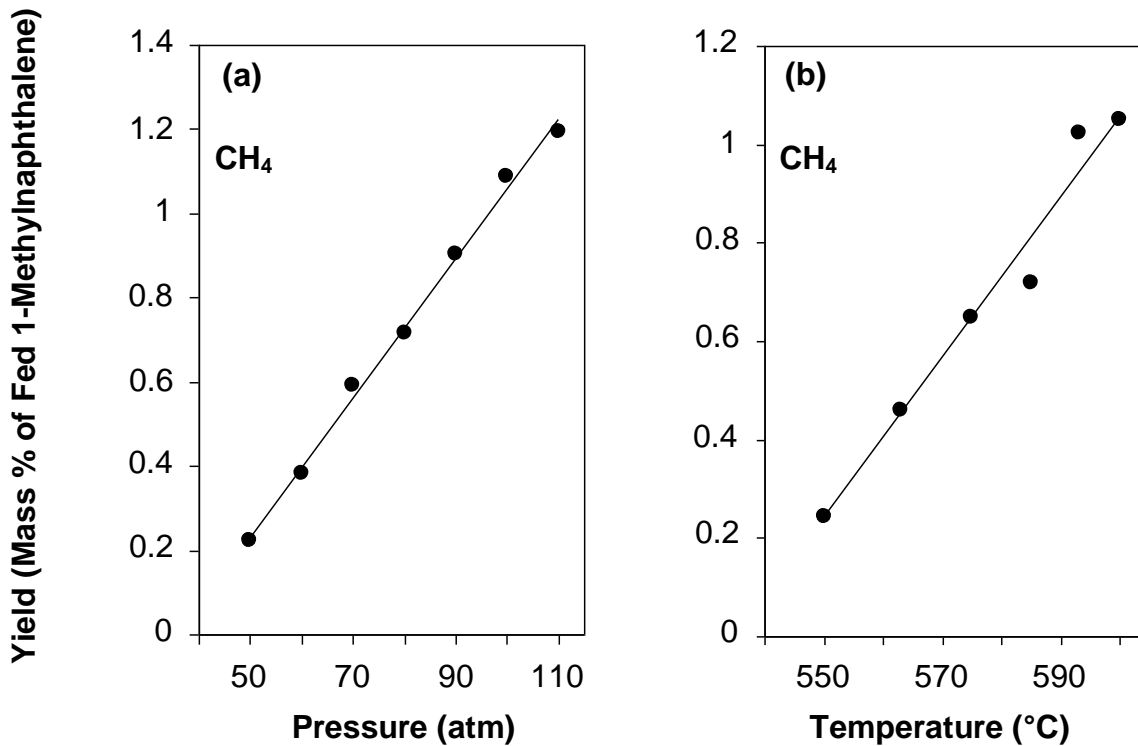 Yield (Mass % of Fed 1-Methylnaphthalene)
(a)
CH₄
1.4
1.2
1
0.8
0.6
0.4
0.2
0
50 70 90 110
Pressure (atm)
(b)
CH₄
1.2
1
0.8
0.6
0.4
0.2
0
550 570 590
Temperature (°C)